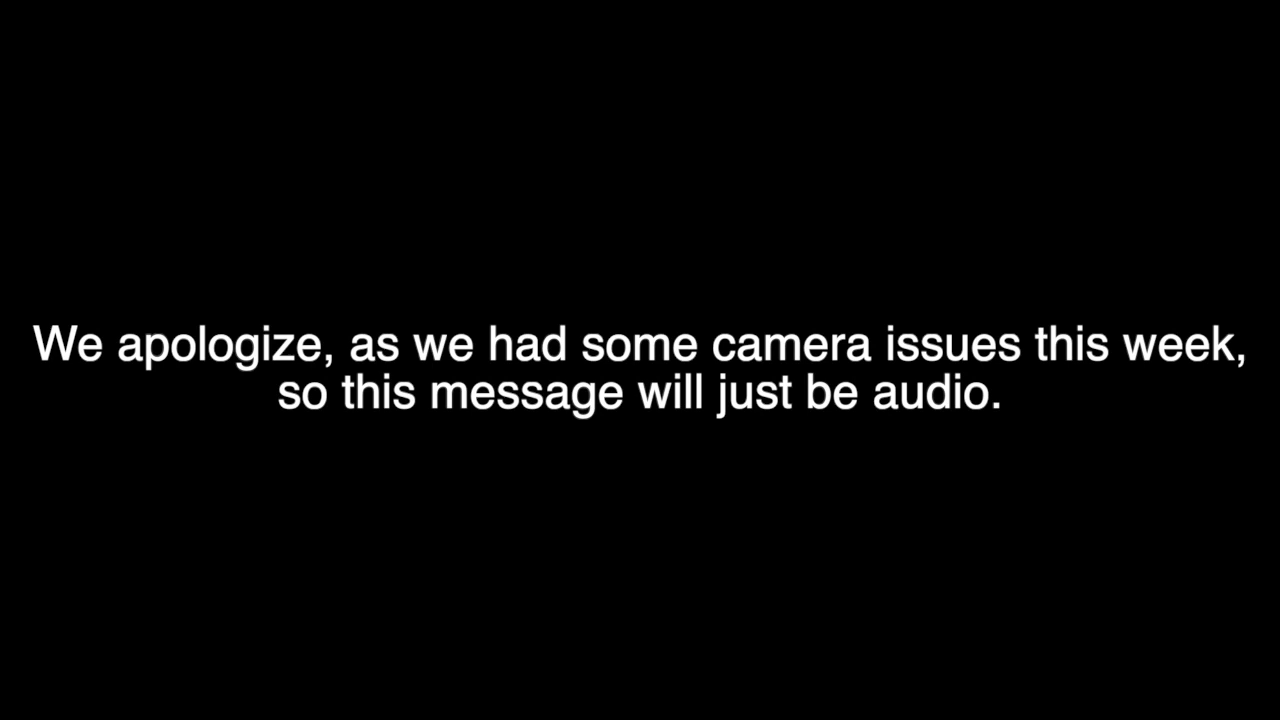 We apologize, as we had some camera issues this week,
so this message will just be audio.